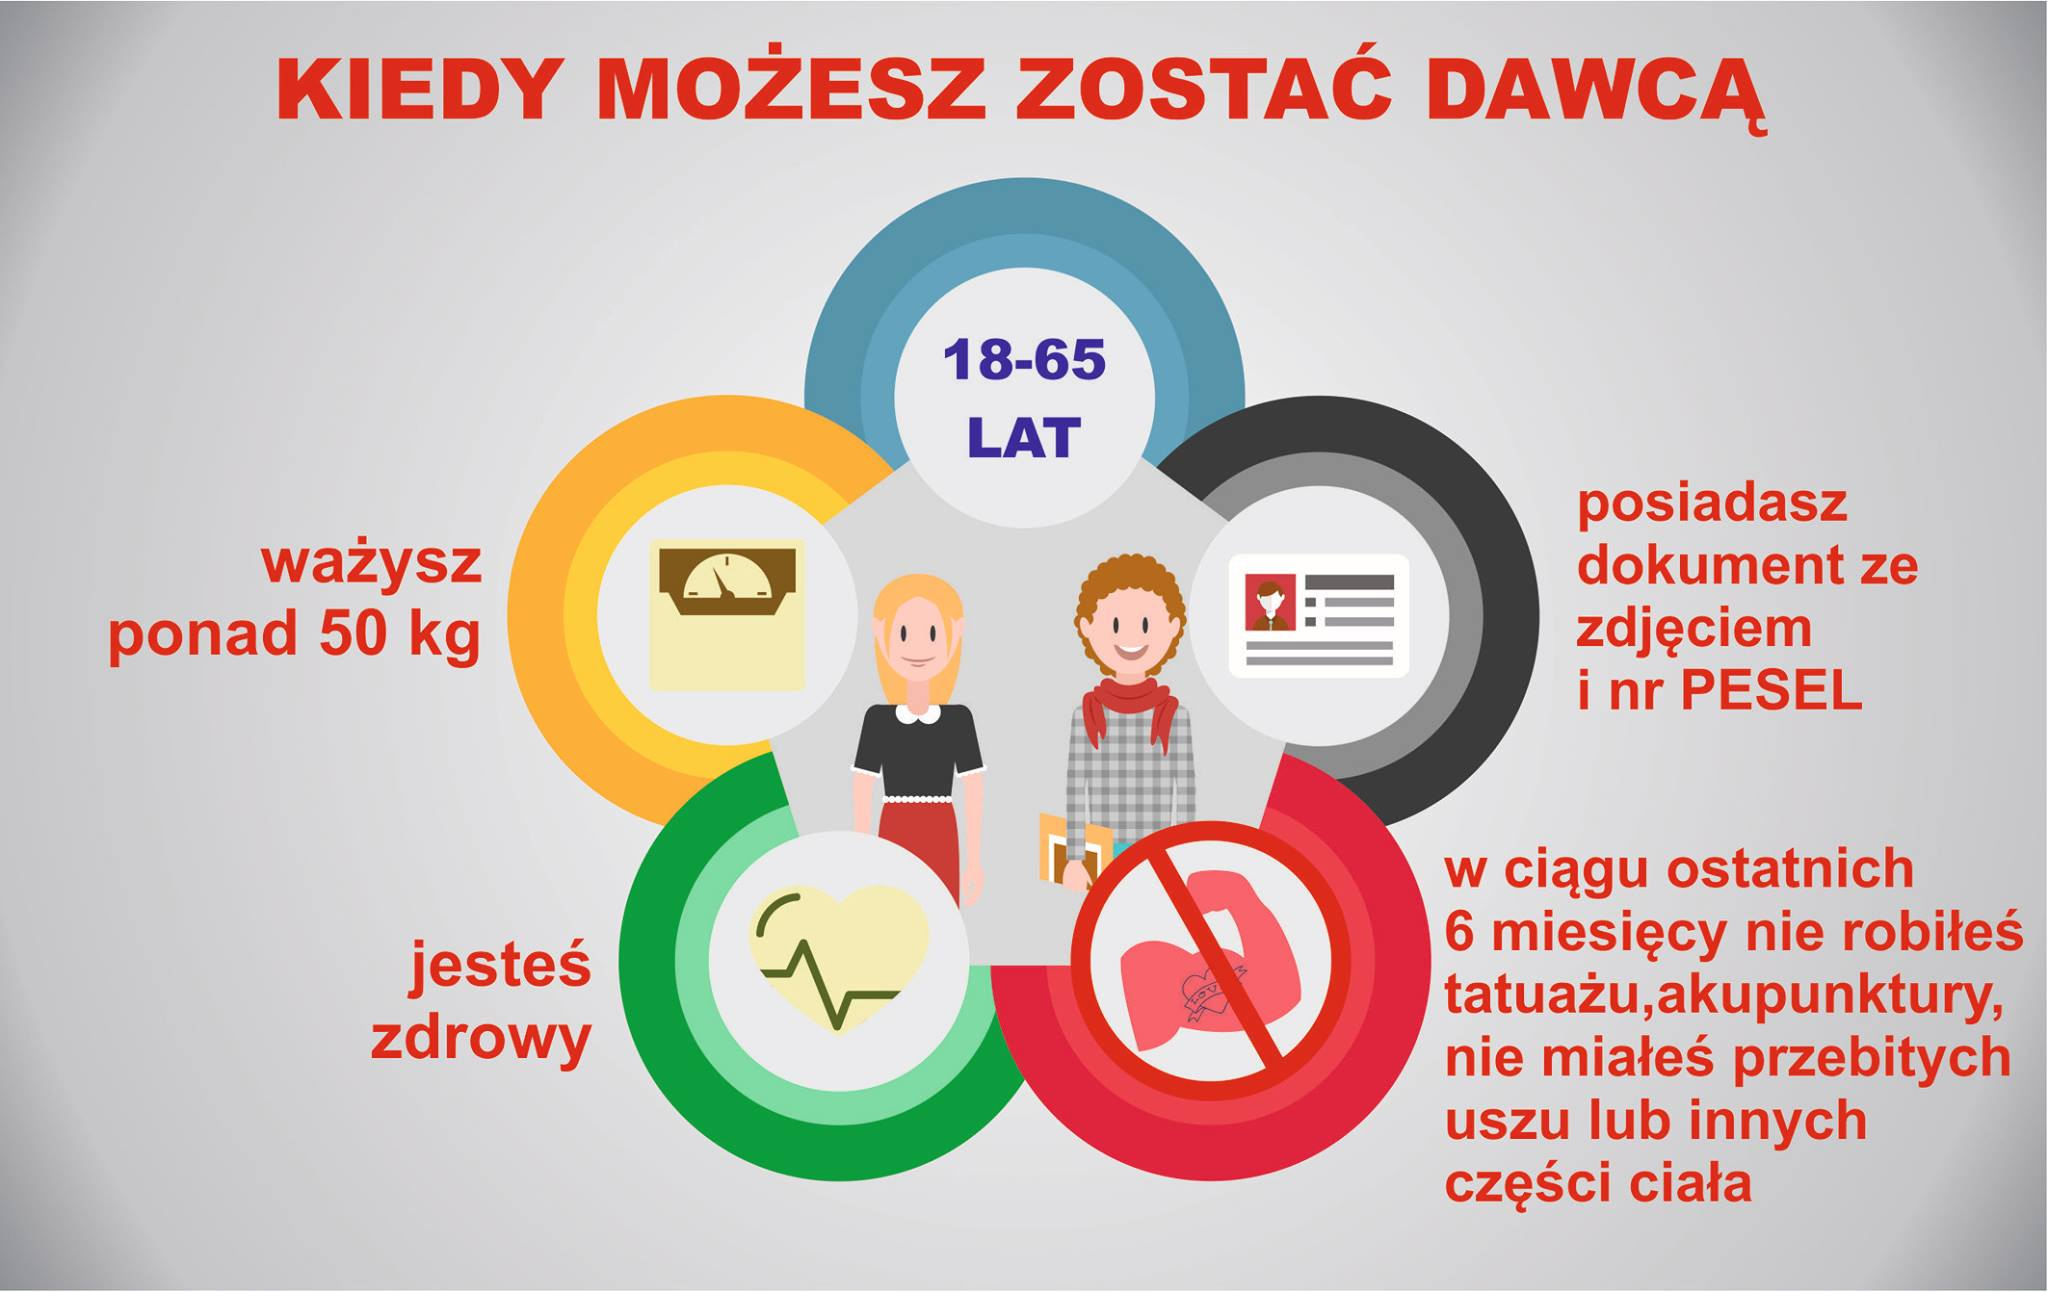 KIEDY MOŻESZ ZOSTAĆ DAWCĄ
18-65
LAT
ważysz
ponad 50 kg
posiadasz
dokument ze
zdjęciem
i nr PESEL
jesteś
zdrowy
w ciągu ostatnich
6 miesięcy nie robiłeś
tatuażu,akupunktury,
nie miałeś przebitych
uszu lub innych
części ciała